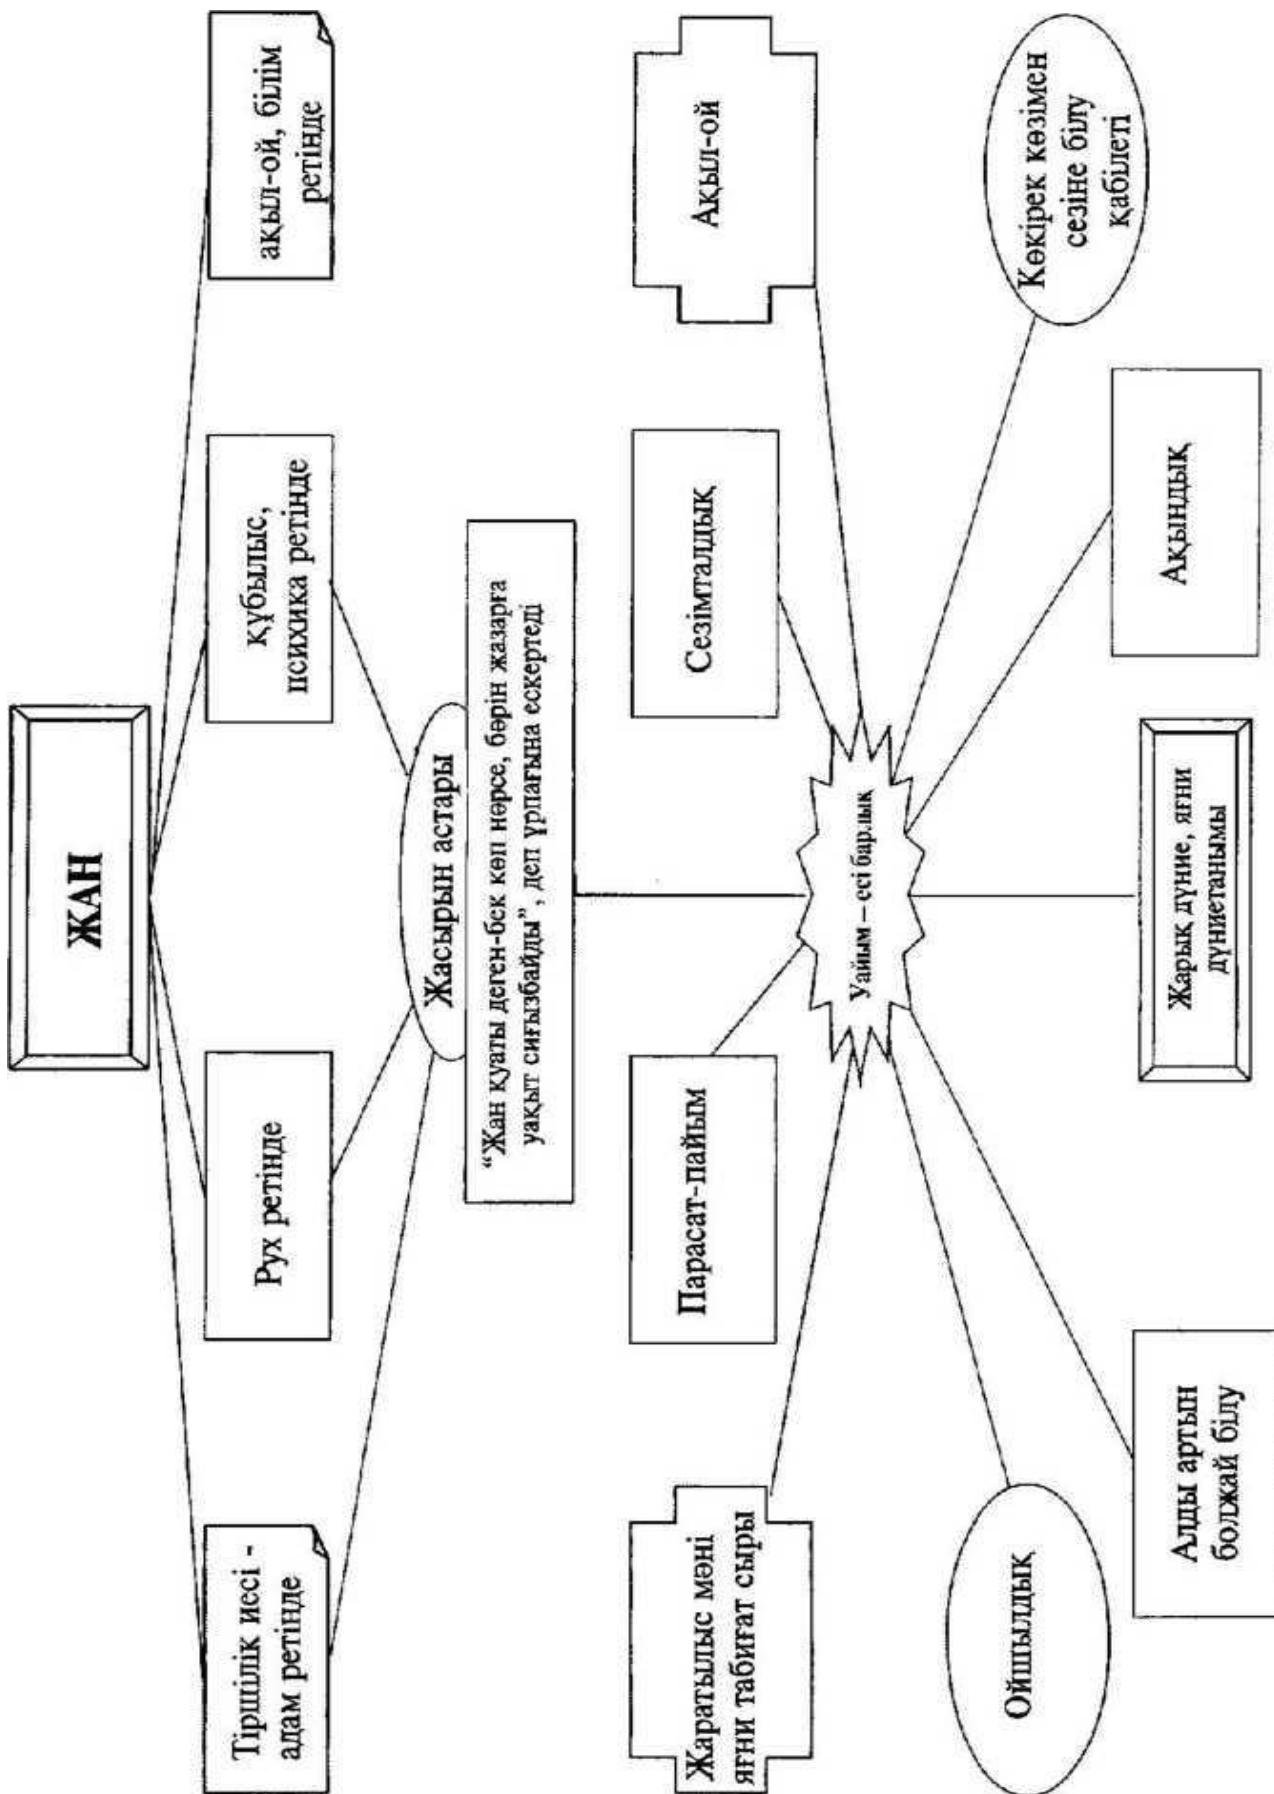 ЖАН
Тіршілік иесі -
адам ретінде
Рух ретінде
құбылыс,
психика ретінде
ақыл-ой, білім
ретінде
Жасырын астары
“Жан қуаты деген-бек көп нәрсе, бәрін жазарға
уақыт сиғызбайды”, деп ұрпағына ескертеді
Жаратылыс мәні
яғни табиғат сыры
Парасат-пайым
Сезімталдық
Ақыл-ой
Уайым – есі барлық
Ойшылдық
Көкірек көзімен
сезіне білу
қабілеті
Алды артын
болжай білу
Жарық дүние, яғни
дүниетанымы
Ақындық